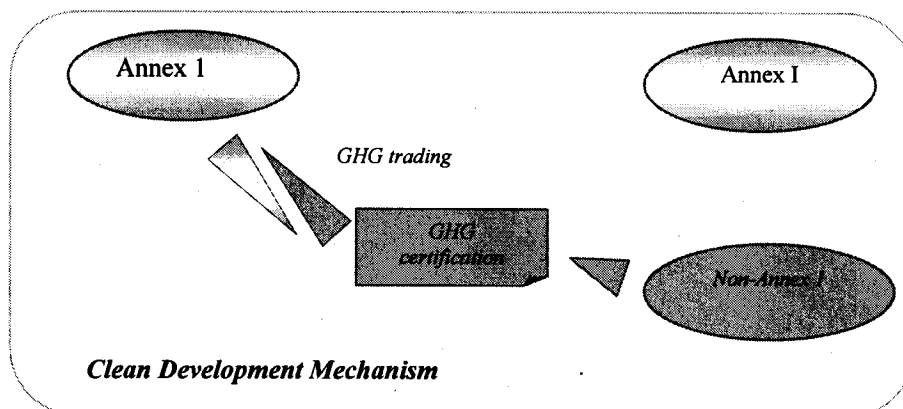 Annex 1
Annex I
GHG trading
GHG
certification
Non-Annex I
Clean Development Mechanism